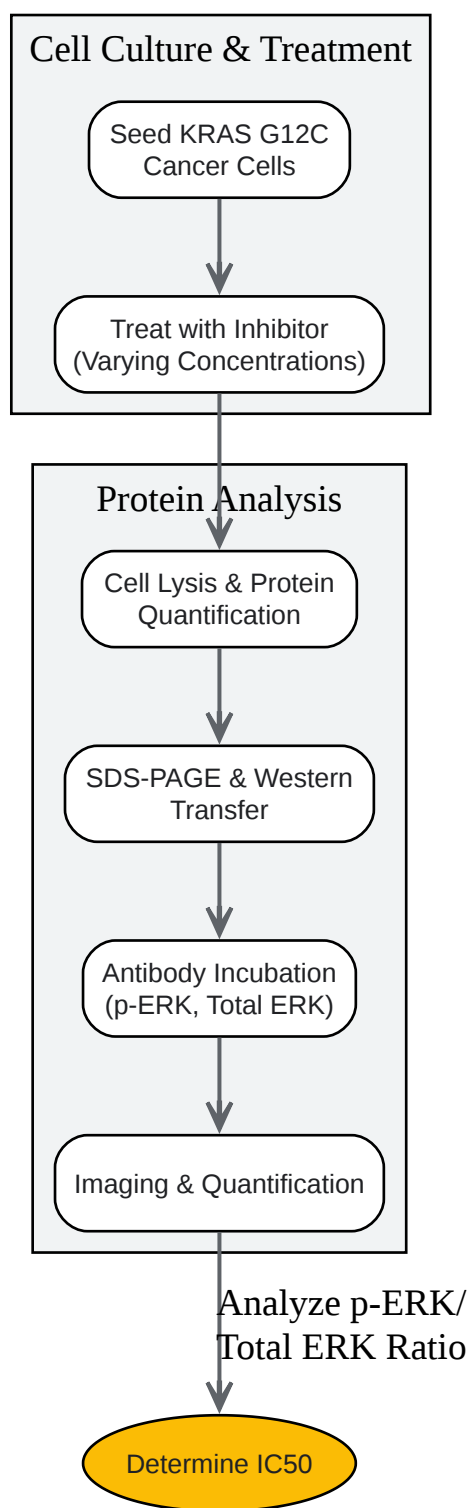 Cell Culture & Treatment
Seed KRAS G12C
Cancer Cells
Treat with Inhibitor
(Varying Concentrations)
Protein Analysis
Cell Lysis & Protein
Quantification
SDS-PAGE & Western
Transfer
Antibody Incubation
(p-ERK, Total ERK)
Imaging & Quantification
Analyze p-ERK/
Total ERK Ratio
Determine IC50